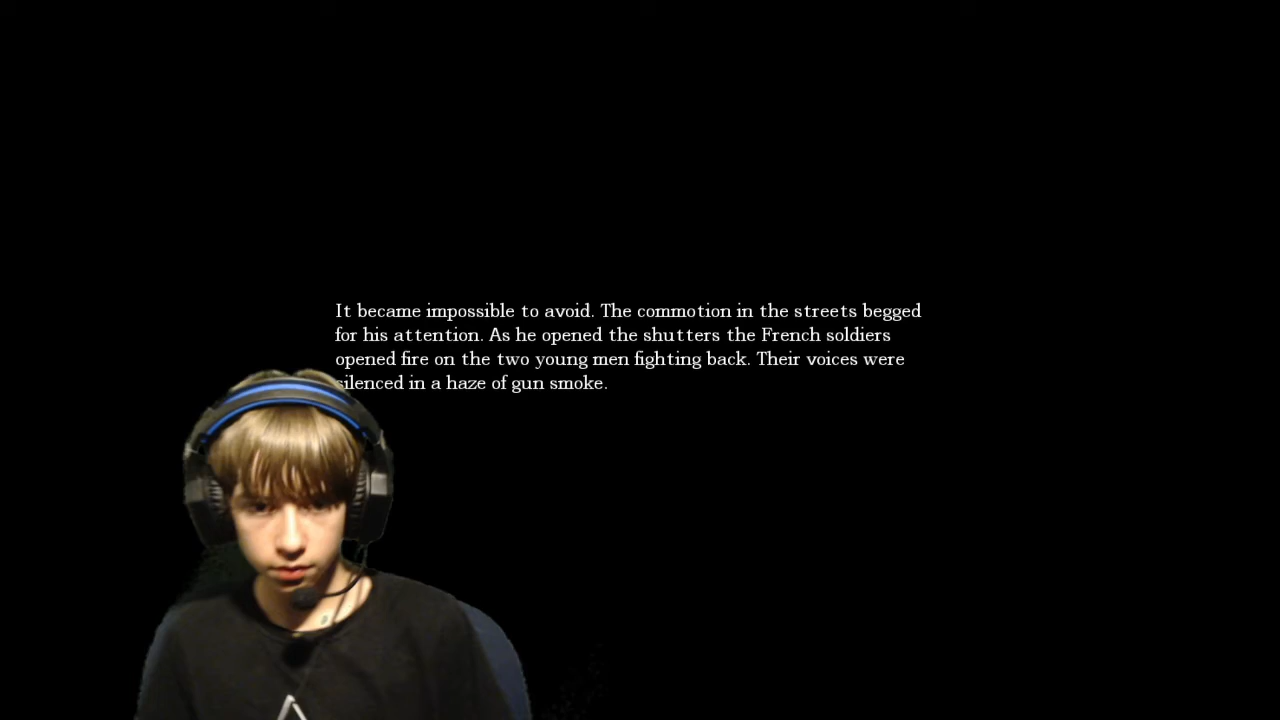 It became impossible to avoid. The commotion in the streets begged
for his attention. As he opened the shutters the French soldiers
opened fire on the two young men fighting back. Their voices were
silenced in a haze of gun smoke.